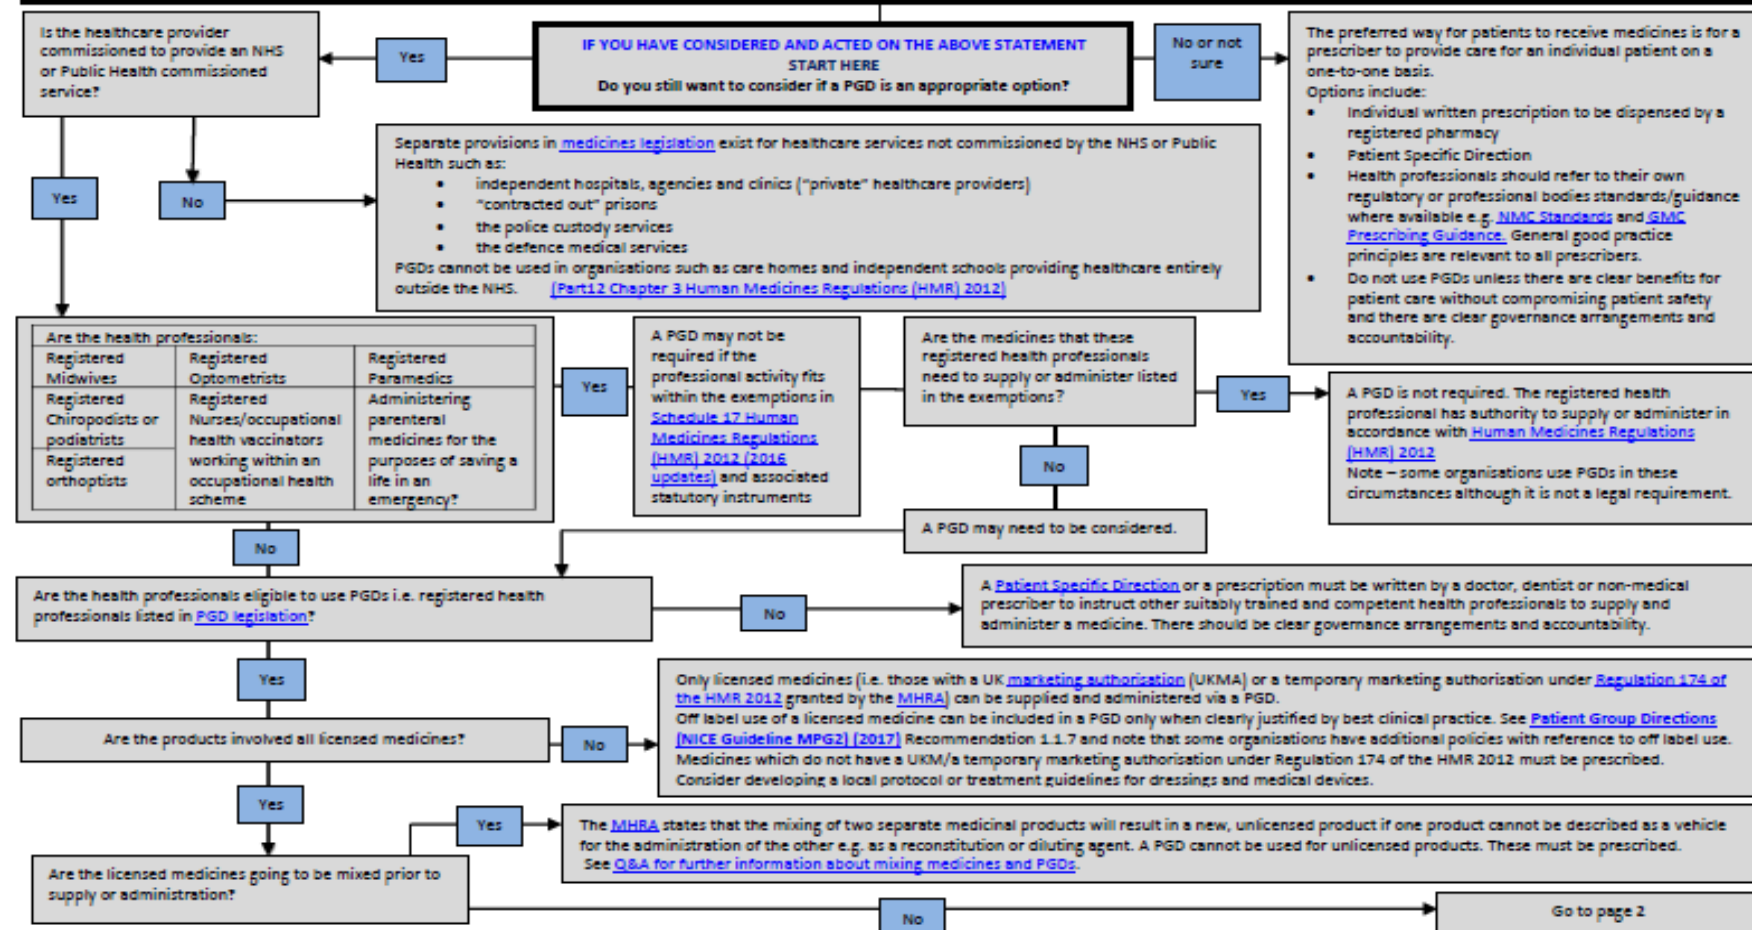 Is the healthcare provider
commissioned to provide an NHS
or Public Health commissioned
service?
Yes
IF YOU HAVE CONSIDERED AND ACTED ON THE ABOVE STATEMENT
START HERE
Do you still want to consider if a PGD is an appropriate option?
No or not
sure
The preferred way for patients to receive medicines is for a
prescriber to provide care for an individual patient on a
one-to-one basis.
Options include:
• Individual written prescription to be dispensed by a
registered pharmacy
• Patient Specific Direction
• Health professionals should refer to their own
regulatory or professional bodies standards/guidance
where available e.g. NMC Standards and GMC
Prescribing Guidance. General good practice
principles are relevant to all prescribers.
• Do not use PGDs unless there are clear benefits for
patient care without compromising patient safety
and there are clear governance arrangements and
accountability.
Yes
No
Separate provisions in medicines legislation exist for healthcare services not commissioned by the NHS or Public
Health such as:
• independent hospitals, agencies and clinics ("private" healthcare providers)
• "contracted out" prisons
• the police custody services
• the defence medical services
PGDs cannot be used in organisations such as care homes and independent schools providing healthcare entirely
outside the NHS. (Part12 Chapter 3 Human Medicines Regulations (HMR) 2012)
Are the health professionals:
Registered
Midwives
Registered
Optometrists
Registered
Paramedics
Registered
Chiropodists or
podiatrists
Registered
orthoptists
Registered
Nurses/occupational
health vaccinators
working within an
occupational health
scheme
Administering
parenteral
medicines for the
purposes of saving a
life in an
emergency?
Yes
A PGD may not be
required if the
professional activity fits
within the exemptions in
Schedule 17 Human
Medicines Regulations
(HMR) 2012 (2016
updates) and associated
statutory instruments
Are the medicines that these
registered health professionals
need to supply or administer listed
in the exemptions?
Yes
A PGD is not required. The registered health
professional has authority to supply or administer in
accordance with Human Medicines Regulations
(HMR) 2012
Note – some organisations use PGDs in these
circumstances although it is not a legal requirement.
No
A PGD may need to be considered.
No
Are the health professionals eligible to use PGDs i.e. registered health
professionals listed in PGD legislation?
No
A Patient Specific Direction or a prescription must be written by a doctor, dentist or non-medical
prescriber to instruct other suitably trained and competent health professionals to supply and
administer a medicine. There should be clear governance arrangements and accountability.
Yes
Are the products involved all licensed medicines?
No
Only licensed medicines (i.e. those with a UK marketing authorisation (UKMA) or a temporary marketing authorisation under Regulation 174 of
the HMR 2012 granted by the MHRA) can be supplied and administered via a PGD.
Off label use of a licensed medicine can be included in a PGD only when clearly justified by best clinical practice. See Patient Group Directions
(NICE Guideline MPG2) (2017) Recommendation 1.1.7 and note that some organisations have additional policies with reference to off label use.
Medicines which do not have a UKM/a temporary marketing authorisation under Regulation 174 of the HMR 2012 must be prescribed.
Consider developing a local protocol or treatment guidelines for dressings and medical devices.
Yes
Are the licensed medicines going to be mixed prior to
supply or administration?
Yes
The MHRA states that the mixing of two separate medicinal products will result in a new, unlicensed product if one product cannot be described as a vehicle
for the administration of the other e.g. as a reconstitution or diluting agent. A PGD cannot be used for unlicensed products. These must be prescribed.
See Q&A for further information about mixing medicines and PGDs.
No
Go to page 2